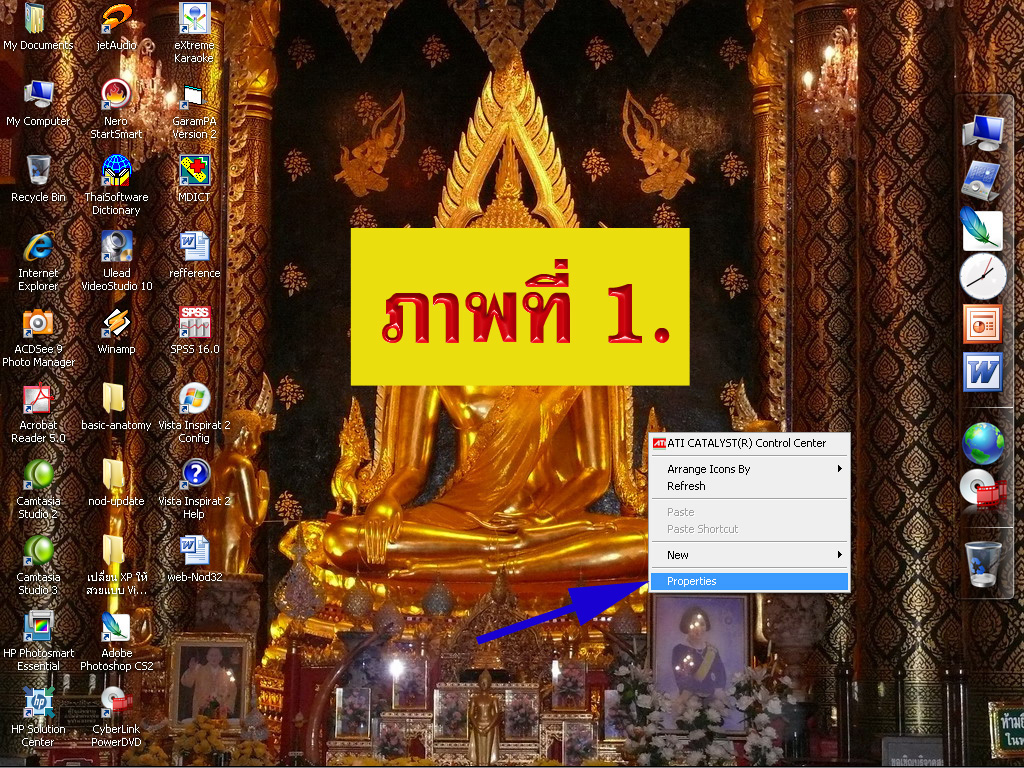 My Documents
jetAudio
eXtreme
Karaoke
My Computer
Nero
StartSmart
GaramPA
Version 2
Recycle Bin
ThaiSoftware
Dictionary
MDICT
Internet
Explorer
Ulead
VideoStudio 10
refference
ACDSee 9
Photo Manager
Winamp
SPSS
SPSS 16.0
Acrobat
Reader 5.0
basic-anatomy
Vista Inspirat 2
Config
Camtasia
Studio 2
nod-update
Vista Inspirat 2
Help
Camtasia
Studio 3
เปลี่ยน XP ให้
สวยแบบ Vi...
web-Nod32
HP Photosmart
Essential
Adobe
Photoshop CS2
hp
HP Solution
Center
CyberLink
PowerDVD
ภาพที่ 1.
ATI
ATI CATALYST(R) Control Center
Arrange Icons By
Refresh
Paste
Paste Shortcut
New
Properties
W